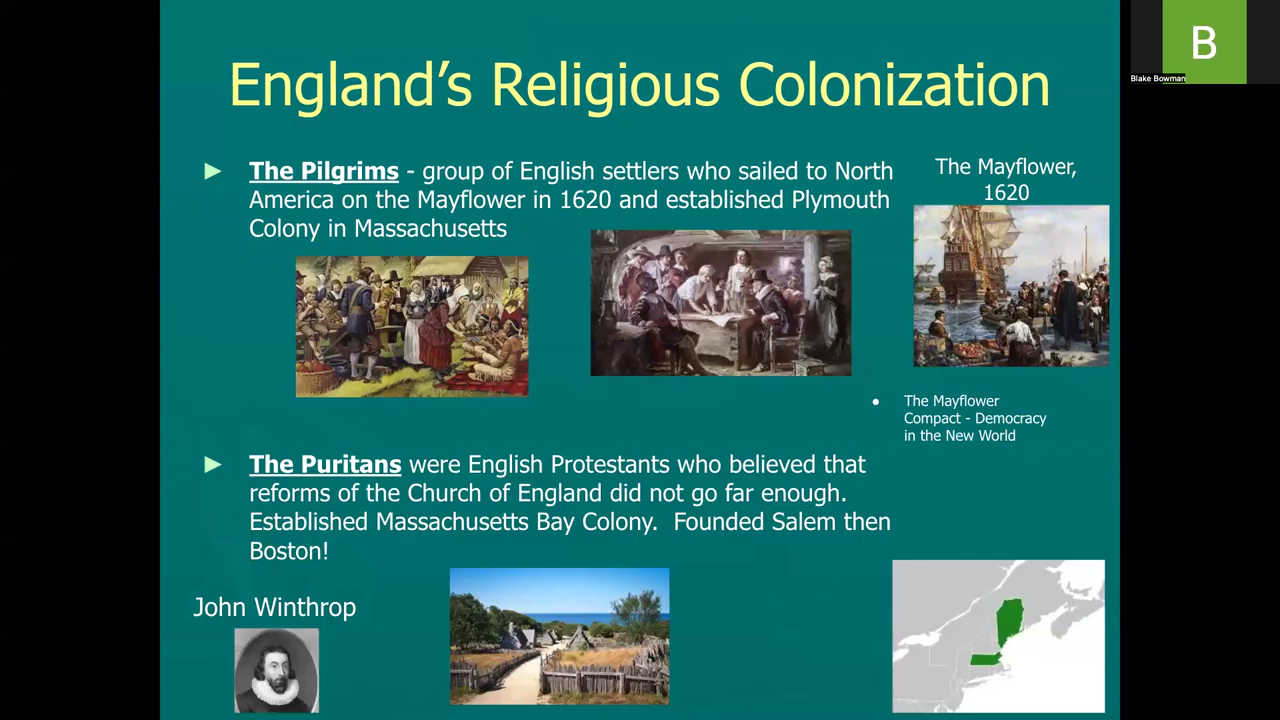 England’s Religious Colonization
► The Pilgrims - group of English settlers who sailed to North
America on the Mayflower in 1620 and established Plymouth
Colony in Massachusetts
The Mayflower,
1620
● The Mayflower
Compact - Democracy
in the New World
► The Puritans were English Protestants who believed that
reforms of the Church of England did not go far enough.
Established Massachusetts Bay Colony.  Founded Salem then
Boston!
John Winthrop
B
Blake Bowman